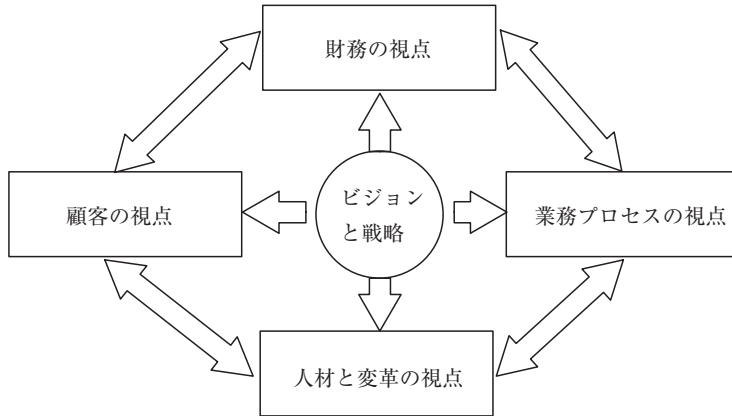 財務の視点
顧客の視点
ビジョン
と戦略
業務プロセスの視点
人材と変革の視点